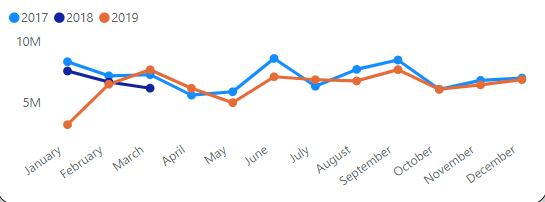 2017 2018 2019
10M
5M
January February March April May June July August September October November December